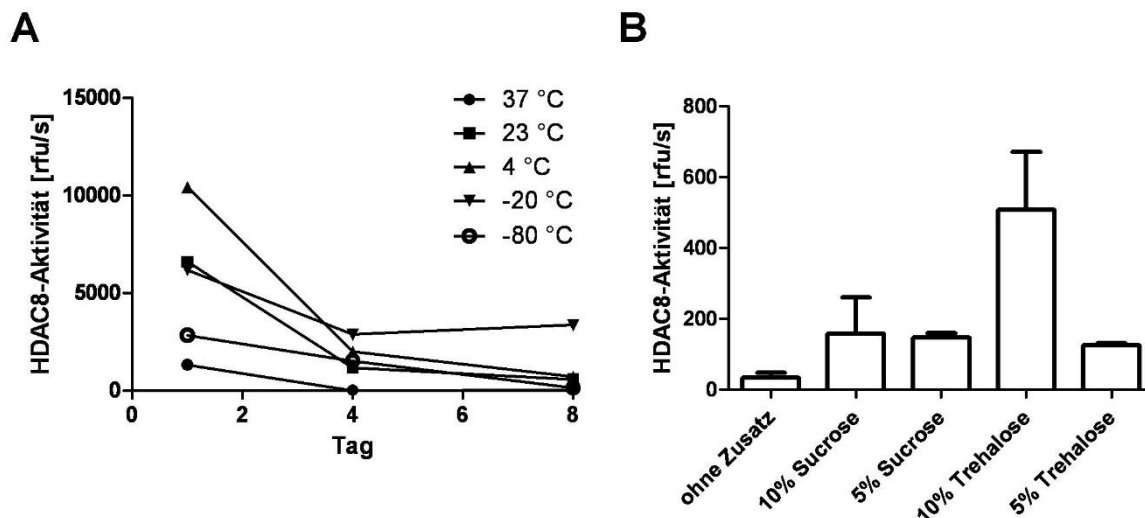 A
HDAC8-Aktivität [rfu/s]
15000
10000
5000
0
0
2
4
6
8
Tag
37 °C
23 °C
4 °C
-20 °C
-80 °C
B
HDAC8-Aktivität [rfu/s]
800
600
400
200
0
ohne Zusatz
10% Sucrose
5% Sucrose
10% Trehalose
5% Trehalose